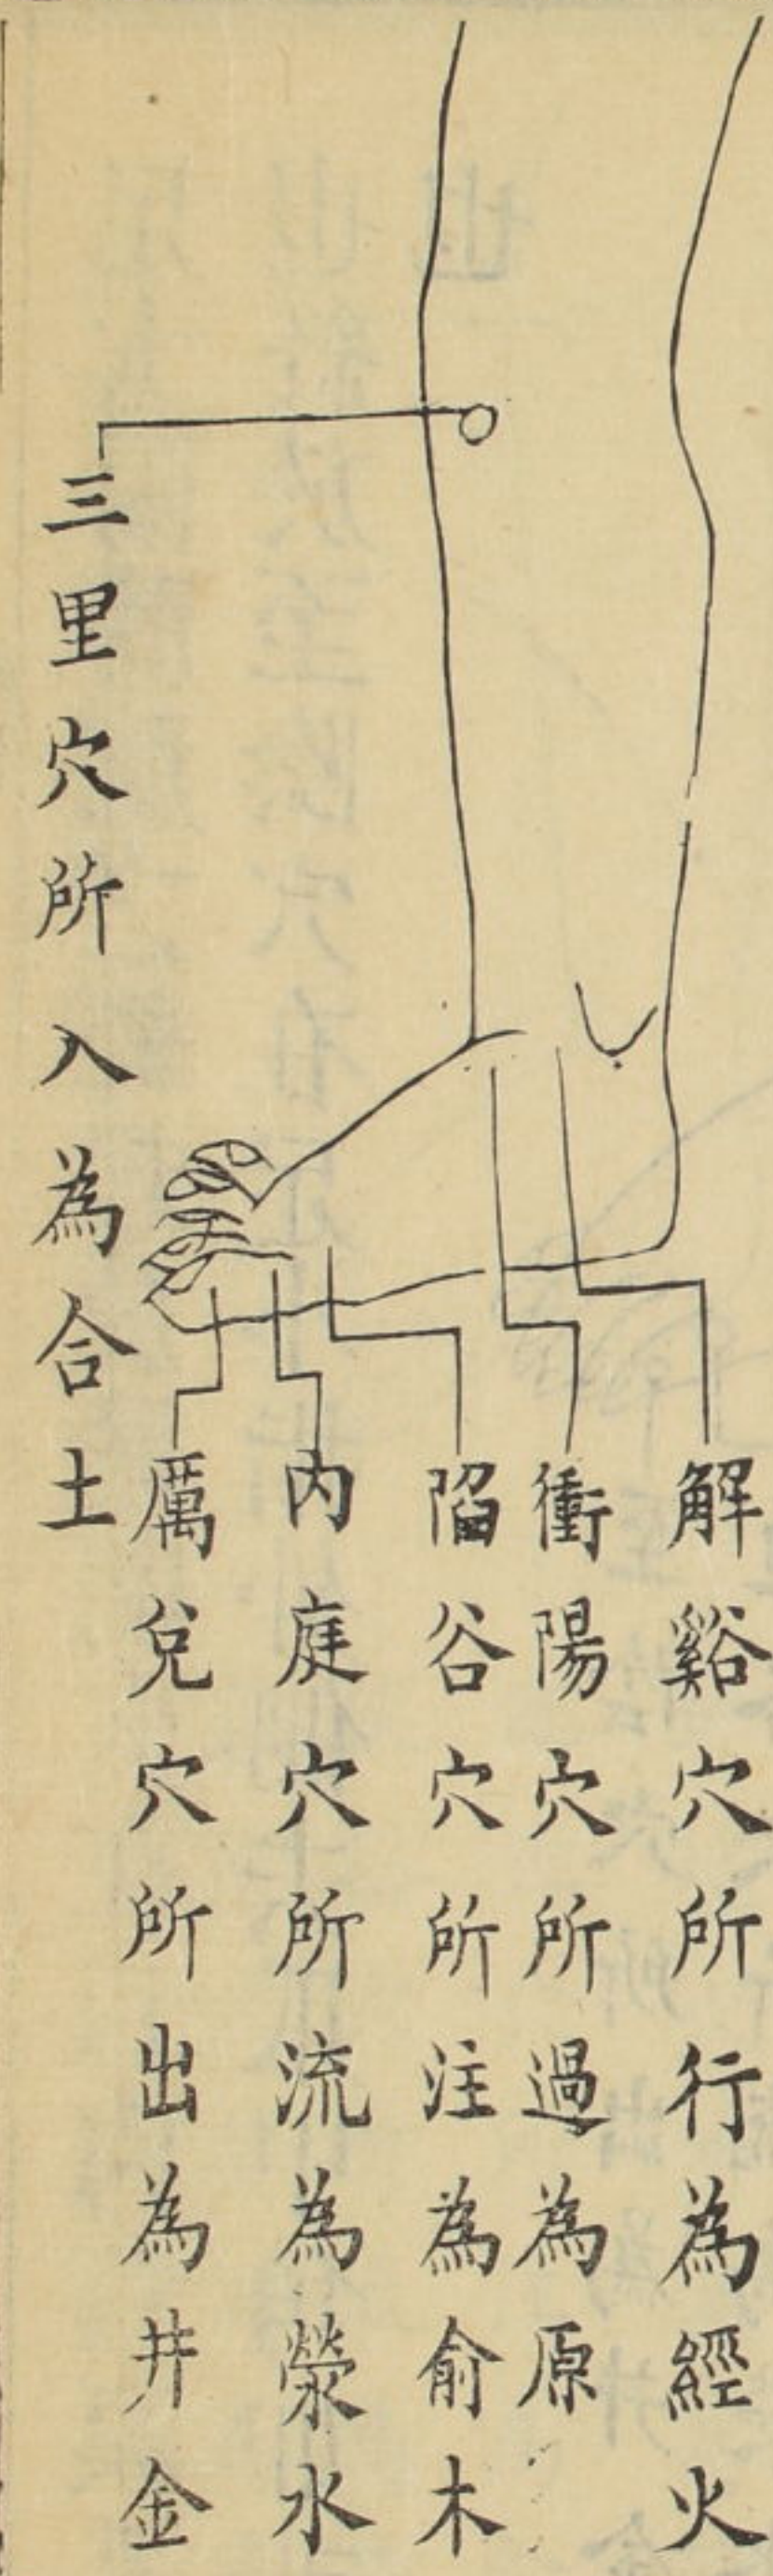 解谿穴所行為經火
衝陽穴所過為原
陷谷穴所注為俞木
內庭穴所流為滎水
厲兌穴所出為井金
三里穴所入為合土